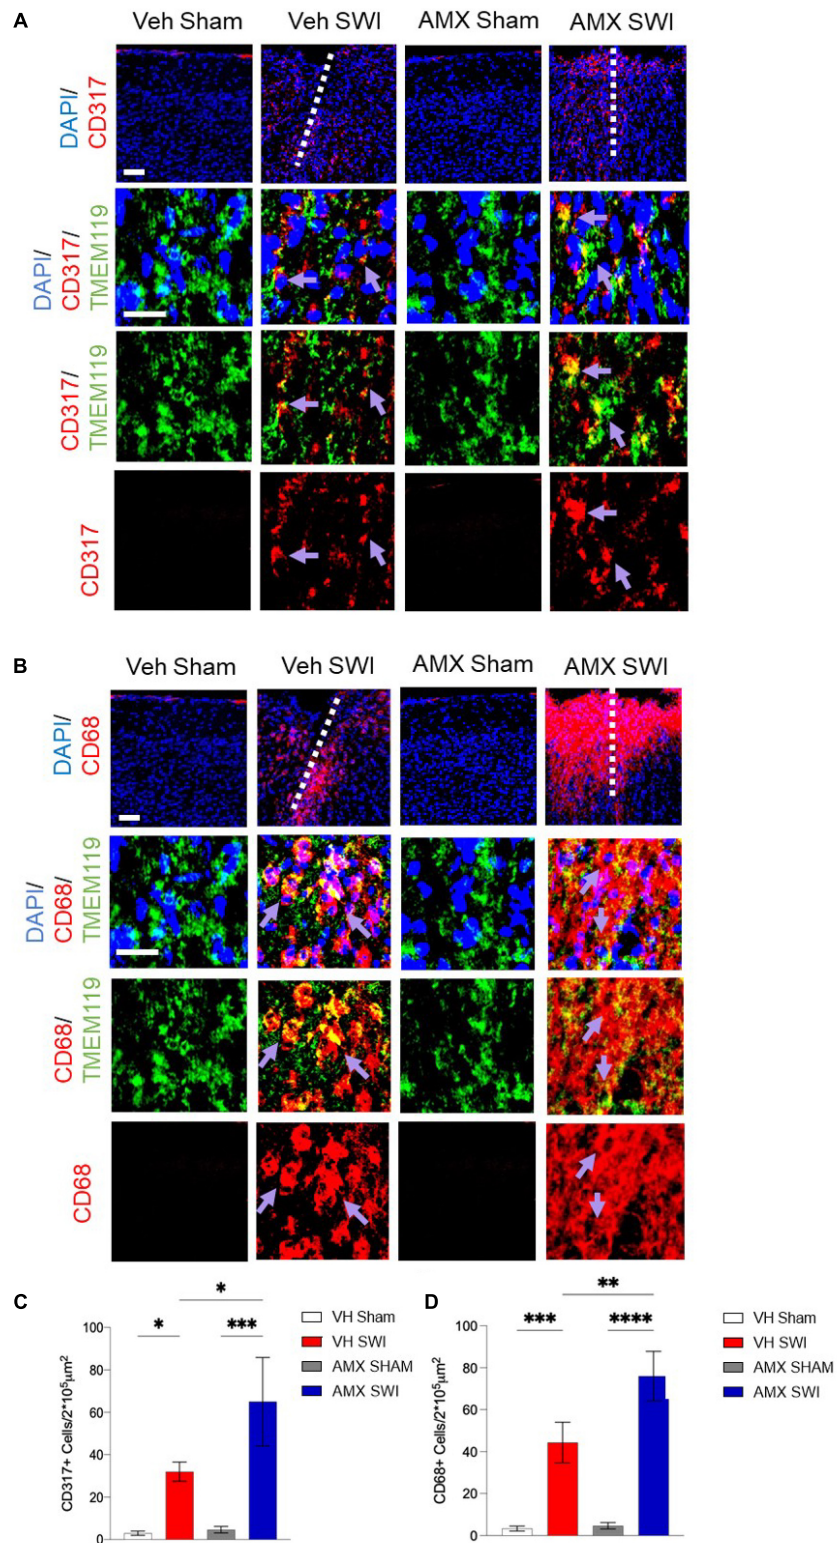 A
Veh Sham Veh SWI AMX Sham AMX SWI
DAPI/
CD317
DAPI/
CD317/
TMEM119
CD317/
TMEM119
CD317
B
Veh Sham Veh SWI AMX Sham AMX SWI
DAPI/
CD68
DAPI/
CD68/
TMEM119
CD68/
TMEM119
CD68
C
*
* ***
CD317+ Cells/2*10⁵μm²
100
80
60
40
20
0
VH Sham
VH SWI
AMX SHAM
AMX SWI
D
**
*** ****
CD68+ Cells/2*10⁵μm²
100
80
60
40
20
0
VH Sham
VH SWI
AMX SHAM
AMX SWI